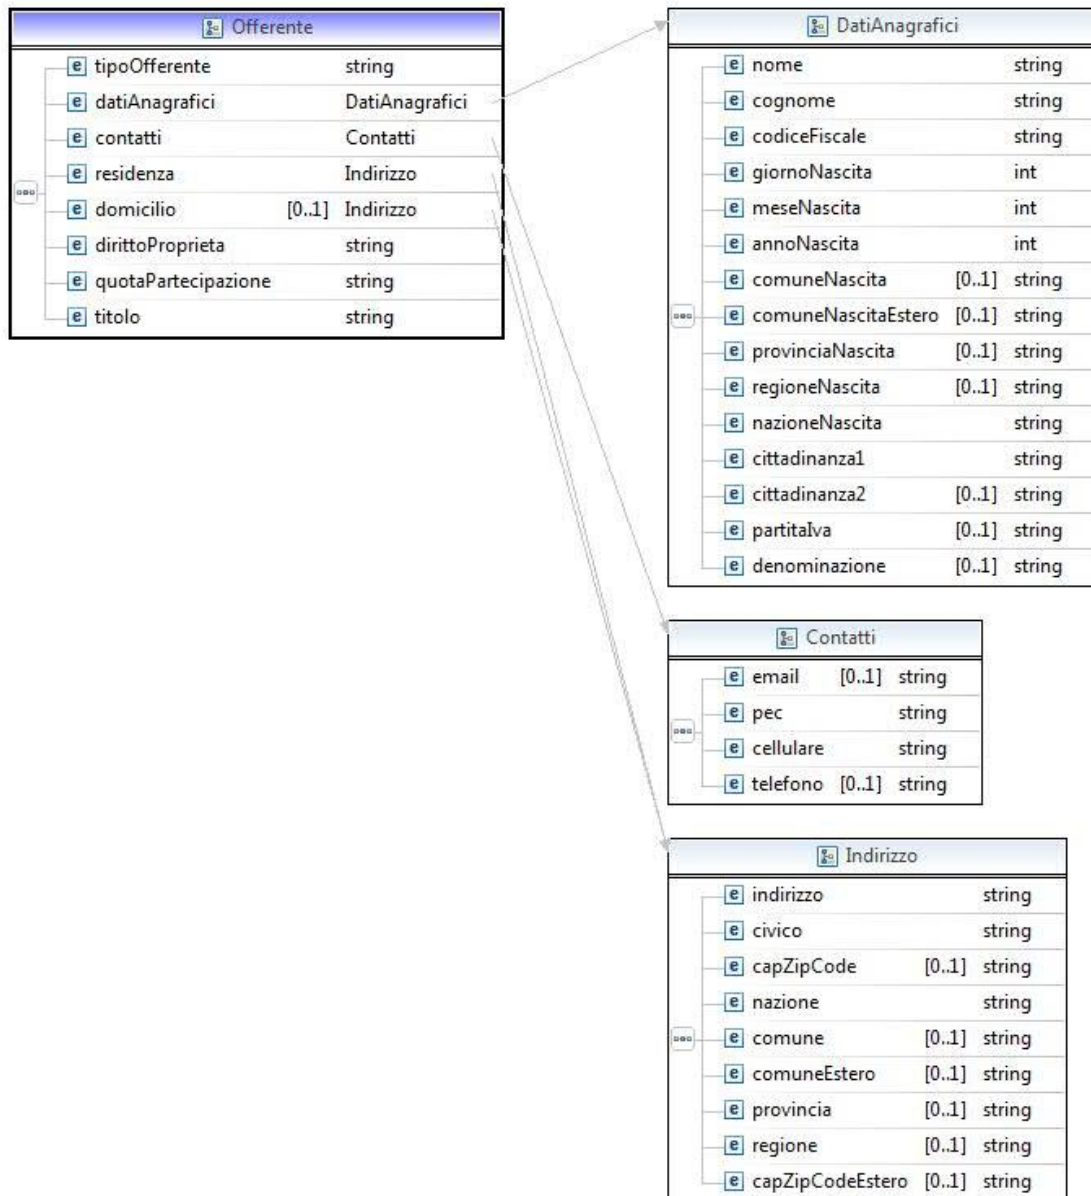 Offerente
e tipoOfferente string
e datiAnagrafici DatiAnagrafici
e contatti Contatti
e residenza Indirizzo
e domicilio [0..1] Indirizzo
e dirittoProprieta string
e quotaPartecipazione string
e titolo string
DatiAnagrafici
e nome string
e cognome string
e codiceFiscale string
e giornoNascita int
e meseNascita int
e annoNascita int
e comuneNascita [0..1] string
e comuneNascitaEstero [0..1] string
e provinciaNascita [0..1] string
e regioneNascita [0..1] string
e nazioneNascita string
e cittadinanza1 string
e cittadinanza2 [0..1] string
e partitaIva [0..1] string
e denominazione [0..1] string
Contatti
e email [0..1] string
e pec string
e cellulare string
e telefono [0..1] string
Indirizzo
e indirizzo string
e civico string
e capZipCode [0..1] string
e nazione string
e comune [0..1] string
e comuneEstero [0..1] string
e provincia [0..1] string
e regione [0..1] string
e capZipCodeEstero [0..1] string